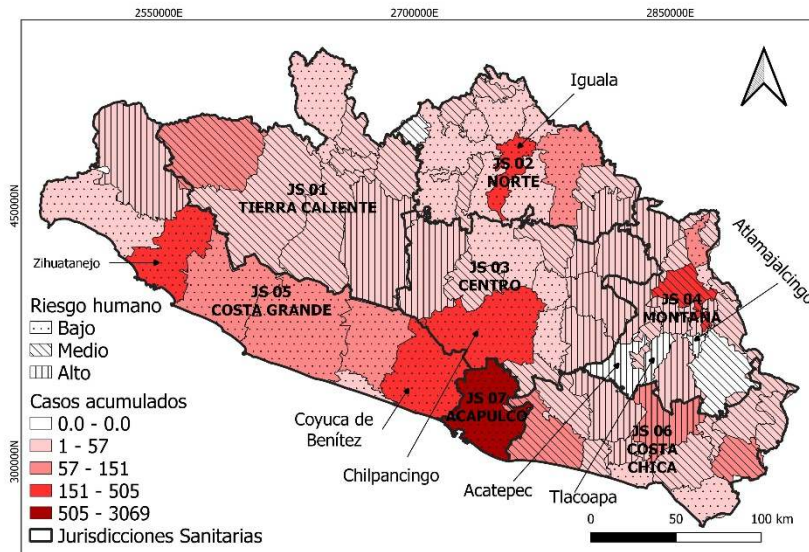 2550000E
2700000E
2850000E
450000N
300000N
Iguala
JS 02
NORTE
JS 01
TIERRA CALIENTE
Atlamajalcingo
Zihuatanejo
JS 03
CENTRO
JS 04
MONTAÑA
JS 05
COSTA GRANDE
JS 07
ACAPULCO
JS 06
COSTA
CHICA
Coyuca de
Benítez
Chilpancingo
Acatepec
Tlacoapa
Riesgo humano
Bajo
Medio
Alto
Casos acumulados
0.0 - 0.0
1 - 57
57 - 151
151 - 505
505 - 3069
Jurisdicciones Sanitarias
0 50 100 km